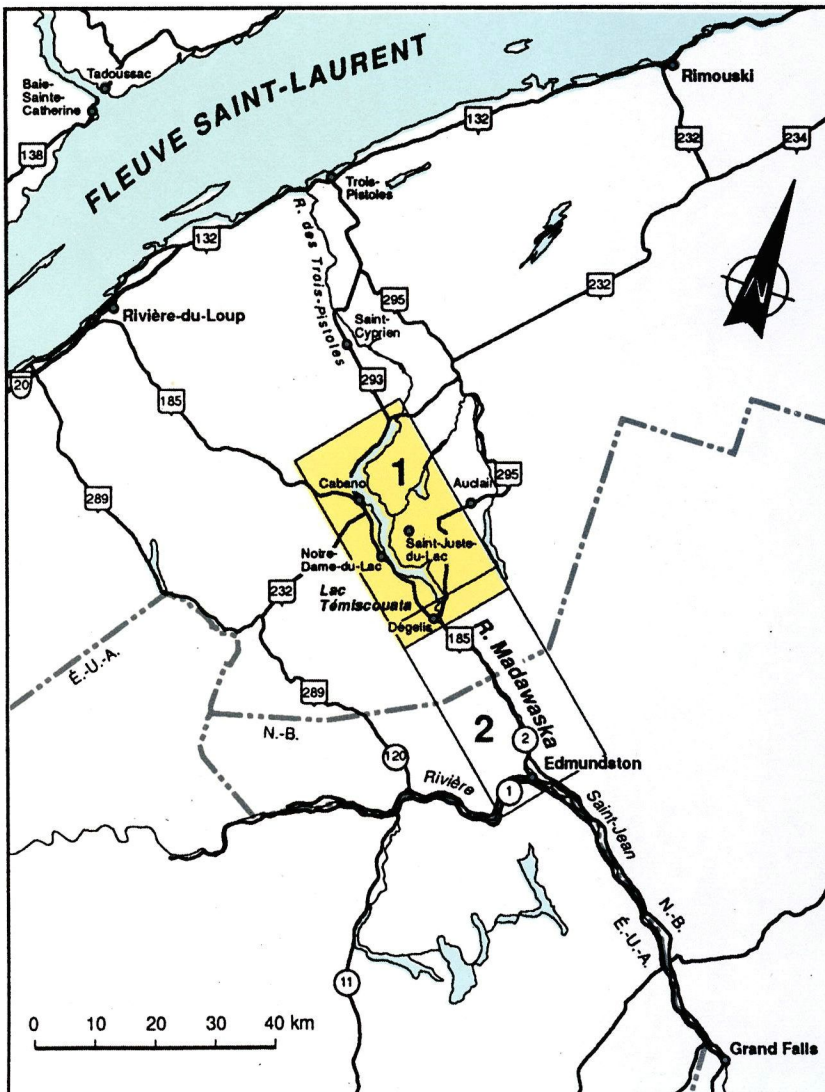 Tadoussac
Baie-
Sainte-
Catherine
138
FLEUVE SAINT-LAURENT
Rimouski
132
232
234
Trois-
Pistoles
R. des Trois-Pistoles
132
Rivière-du-Loup
295
232
Saint-
Cyprien
20
293
185
1
Cabano
Auclair
295
289
Saint-Juste-
du-Lac
Notre-
Dame-du-Lac
232
Lac
Témiscouata
Dégelis
185
R. Madawaska
É.-U.-A.
289
N.-B.
2
2
120
Edmundston
Rivière
1
Saint-Jean
N.-B.
É.-U.-A.
11
0 10 20 30 40 km
Grand Falls